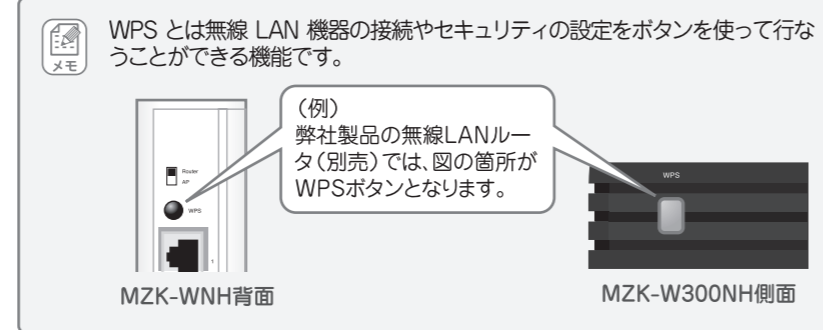 WPS とは無線 LAN 機器の接続やセキュリティの設定をボタンを使って行な
うことができる機能です。
メモ
（例）
弊社製品の無線LANルー
タ（別売）では、図の箇所が
WPSボタンとなります。
Router
AP
WPS
1
WPS
MZK-WNH背面
MZK-W300NH側面